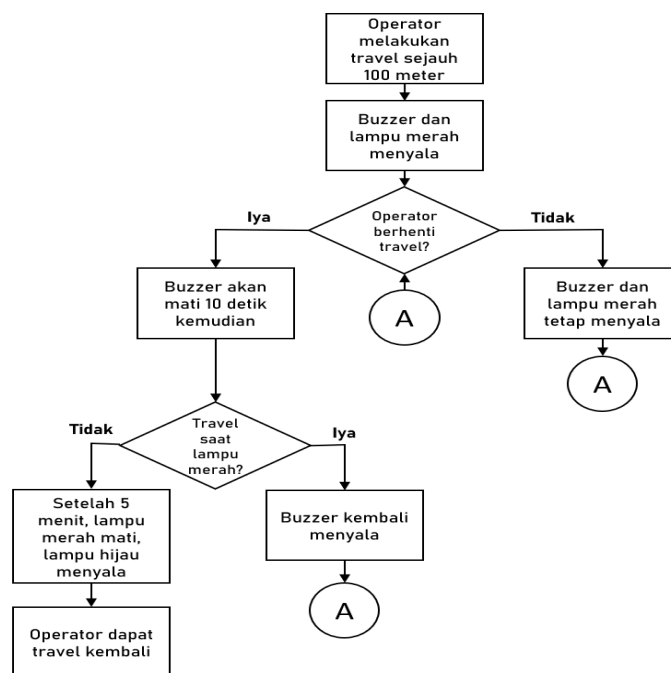 Operator
melakukan
travel sejauh
100 meter
Buzzer dan
lampu merah
menyala
Iya
Operator
berhenti
travel?
Tidak
Buzzer akan
mati 10 detik
kemudian
A
Buzzer dan
lampu merah
tetap menyala
A
Tidak
Travel
saat
lampu
merah?
Iya
Setelah 5
menit, lampu
merah mati,
lampu hijau
menyala
Buzzer kembali
menyala
A
Operator dapat
travel kembali